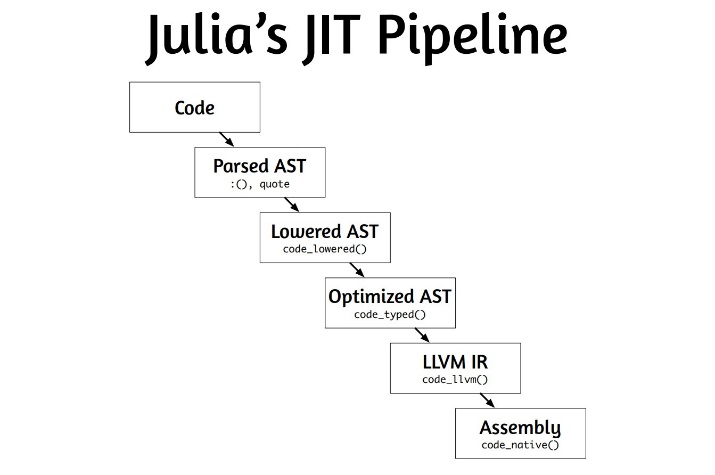 Julia’s JIT Pipeline
Code
Parsed AST
:(), quote
Lowered AST
code_lowered()
Optimized AST
code_typed()
LLVM IR
code_llvm()
Assembly
code_native()